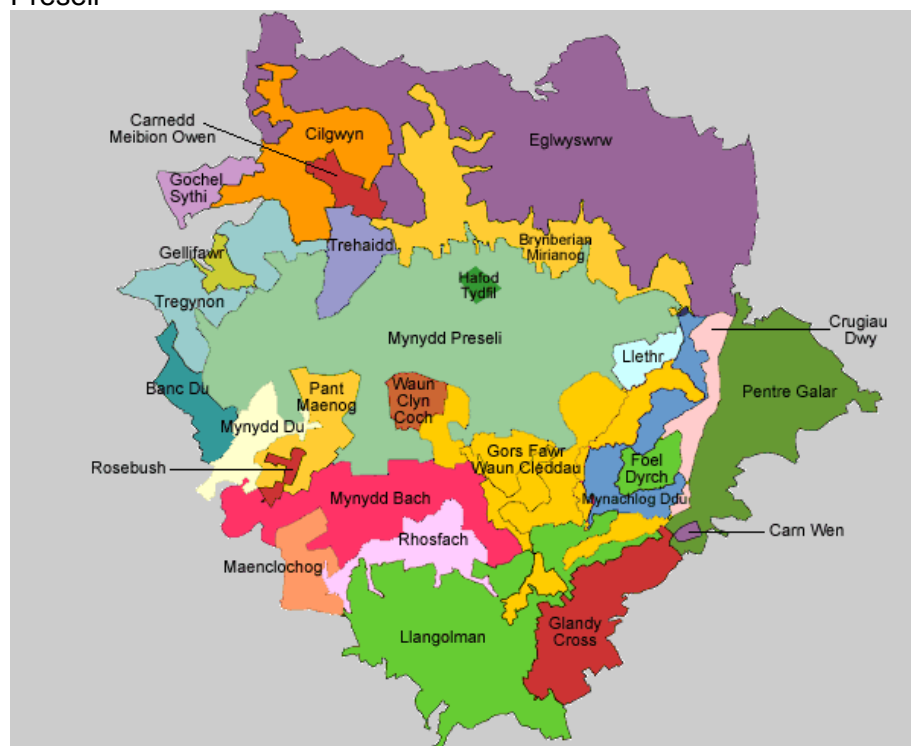 Preseli
Carnedd
Meibion Owen
Cilgwyn
Eglwyswrw
Gochel
Sythi
Gellifawr
Trehaidd
Brynberian
Mirianog
Hafod
Tydfil
Tregynon
Mynydd Preseli
Crugiau
Dwy
Llethr
Banc Du
Pant
Maenog
Waun
Clyn
Coch
Pentre Galar
Mynydd Du
Gors Fawr
Waun Cleddau
Foel
Dyrch
Rosebush
Mynydd Bach
Mynachlog Ddu
Rhosfach
Carn Wen
Maenclochog
Llangolman
Glandy
Cross